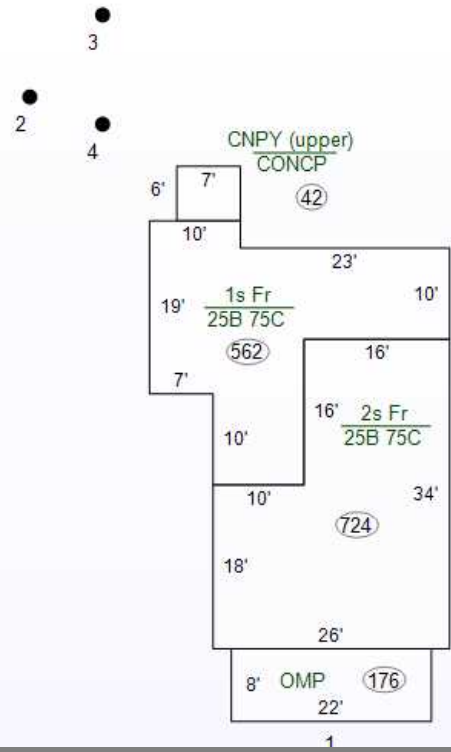 3
2
4
CNPY (upper)
CONCP
6' 7' 42
10'
23'
19' 1s Fr 10'
25B 75C
562
7' 16'
16' 2s Fr
10' 25B 75C
10' 34'
724
18'
26'
8' OMP 176
22'
1